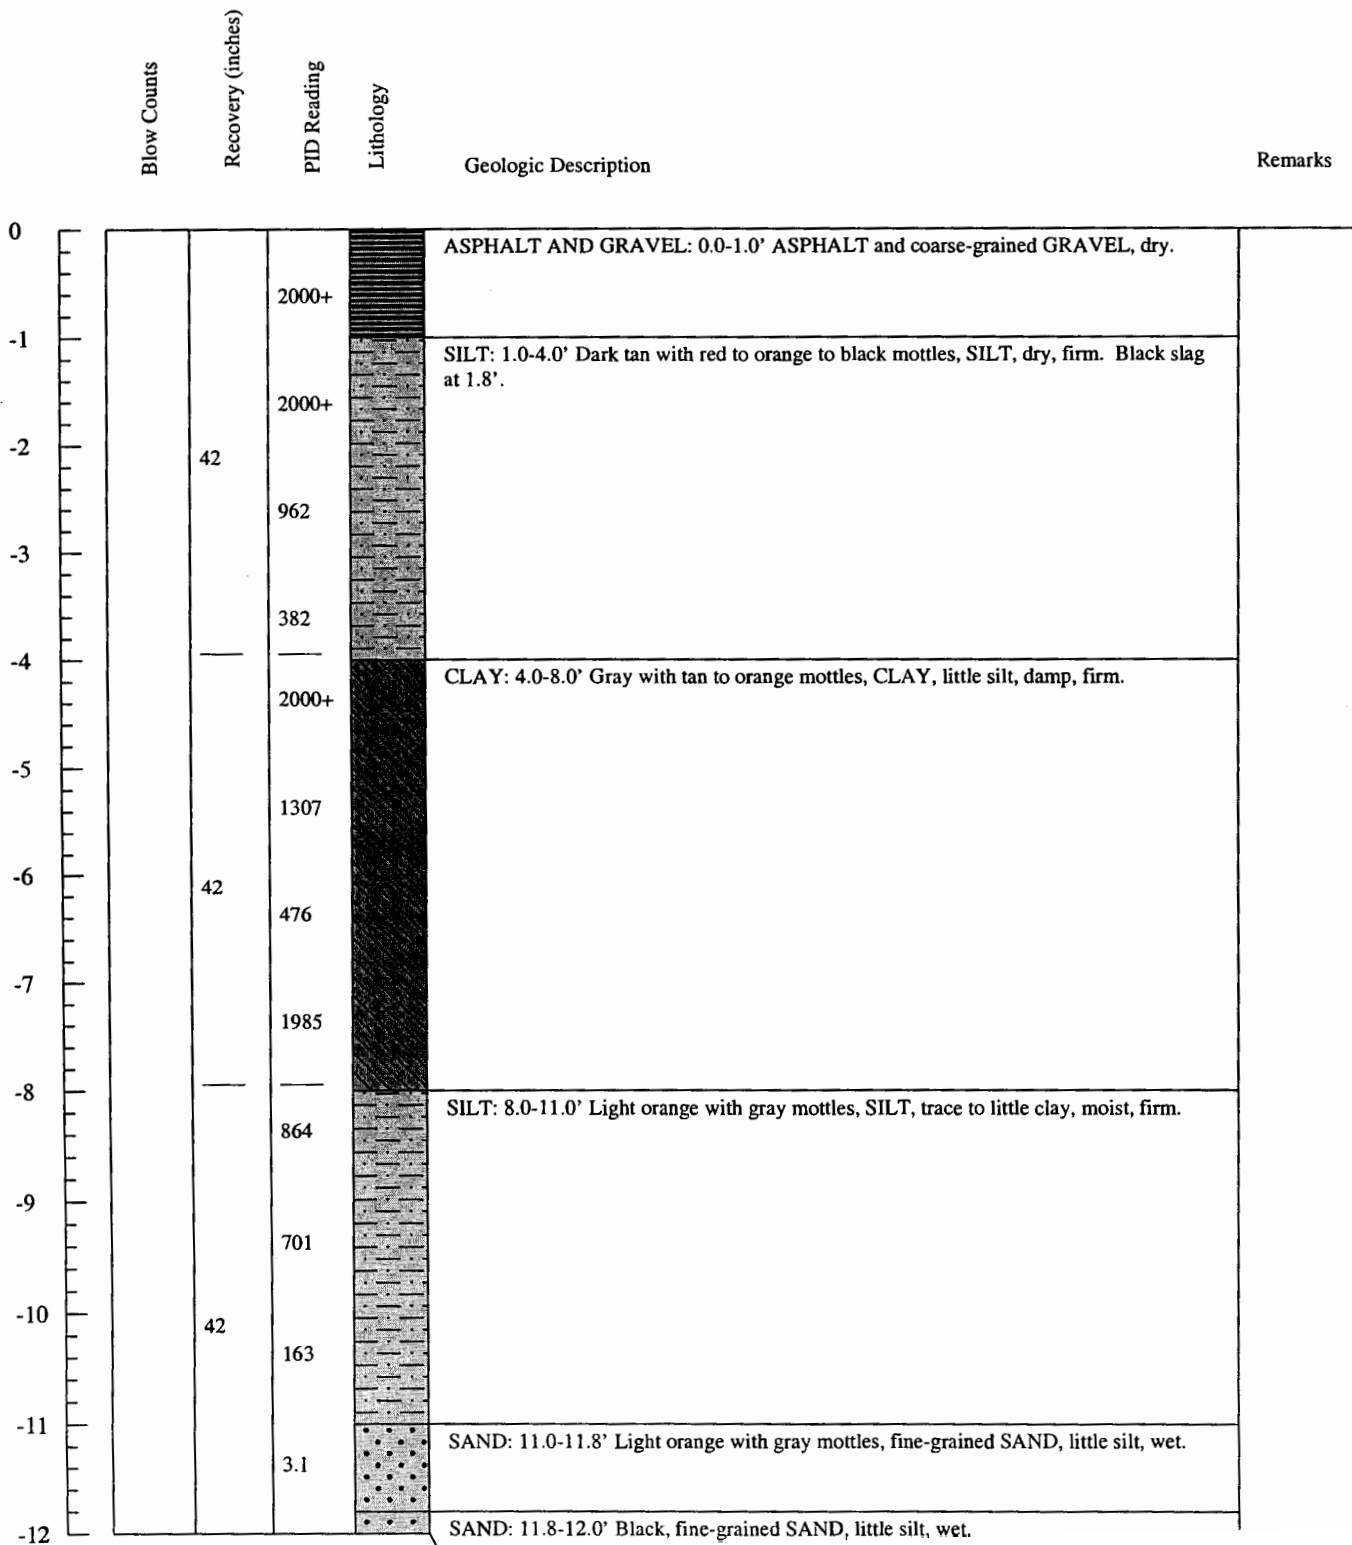 Blow Counts
Recovery (inches)
PID Reading
Lithology
Geologic Description
Remarks
0
ASPHALT AND GRAVEL: 0.0-1.0' ASPHALT and coarse-grained GRAVEL, dry.
2000+
-1
SILT: 1.0-4.0' Dark tan with red to orange to black mottles, SILT, dry, firm. Black slag
at 1.8'.
2000+
-2
42
962
-3
382
-4
CLAY: 4.0-8.0' Gray with tan to orange mottles, CLAY, little silt, damp, firm.
2000+
-5
1307
-6
42
476
-7
1985
-8
SILT: 8.0-11.0' Light orange with gray mottles, SILT, trace to little clay, moist, firm.
864
-9
701
-10
42
163
-11
SAND: 11.0-11.8' Light orange with gray mottles, fine-grained SAND, little silt, wet.
3.1
SAND: 11.8-12.0' Black, fine-grained SAND, little silt, wet.
-12